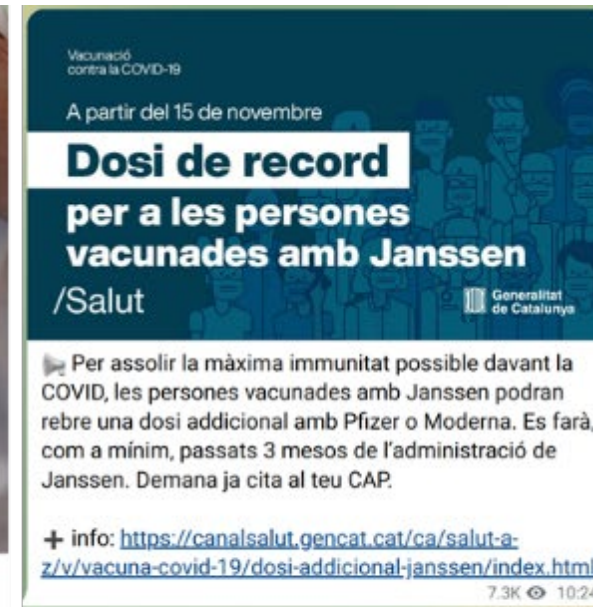 Vacunació
contra la COVID-19
A partir del 15 de novembre
Dosi de record
per a les persones
vacunades amb Janssen
/Salut
Generalitat
de Catalunya
Per assolir la màxima immunitat possible davant la
COVID, les persones vacunades amb Janssen podran
rebre una dosi addicional amb Pfizer o Moderna. Es farà,
com a mínim, passats 3 mesos de l'administració de
Janssen. Demana ja cita al teu CAP.
➕ info: https://canalsalut.gencat.cat/ca/salut-a-
z/v/vacuna-covid-19/dosi-addicional-janssen/index.html
7.3K 10:24